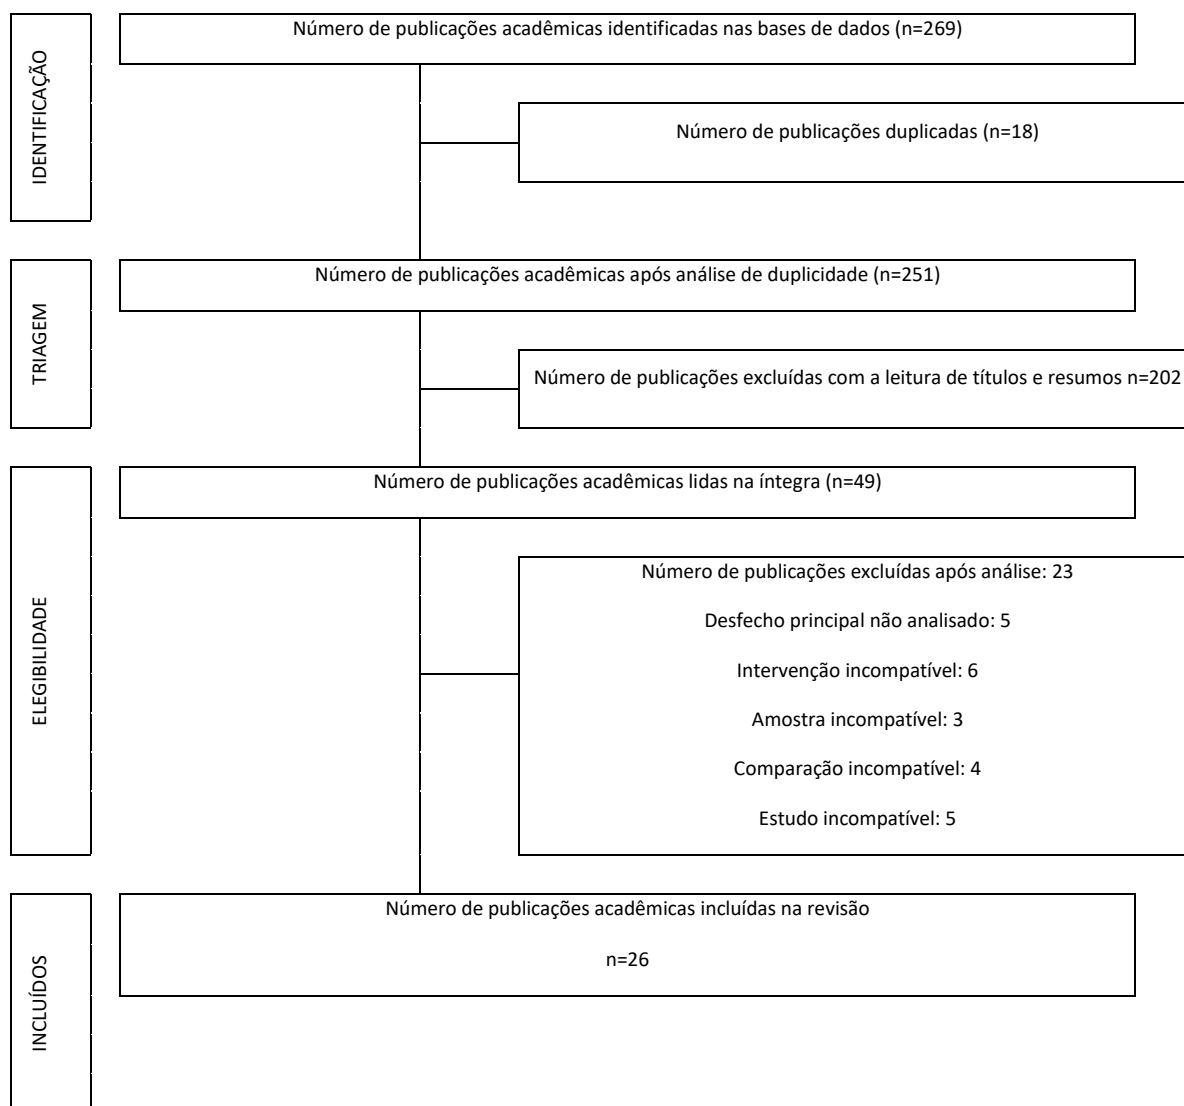 IDENTIFICAÇÃO
Número de publicações acadêmicas identificadas nas bases de dados (n=269)
Número de publicações duplicadas (n=18)
TRIAGEM
Número de publicações acadêmicas após análise de duplicidade (n=251)
Número de publicações excluídas com a leitura de títulos e resumos n=202
ELEGIBILIDADE
Número de publicações acadêmicas lidas na íntegra (n=49)
Número de publicações excluídas após análise: 23
Desfecho principal não analisado: 5
Intervenção incompatível: 6
Amostra incompatível: 3
Comparação incompatível: 4
Estudo incompatível: 5
INCLUÍDOS
Número de publicações acadêmicas incluídas na revisão
n=26